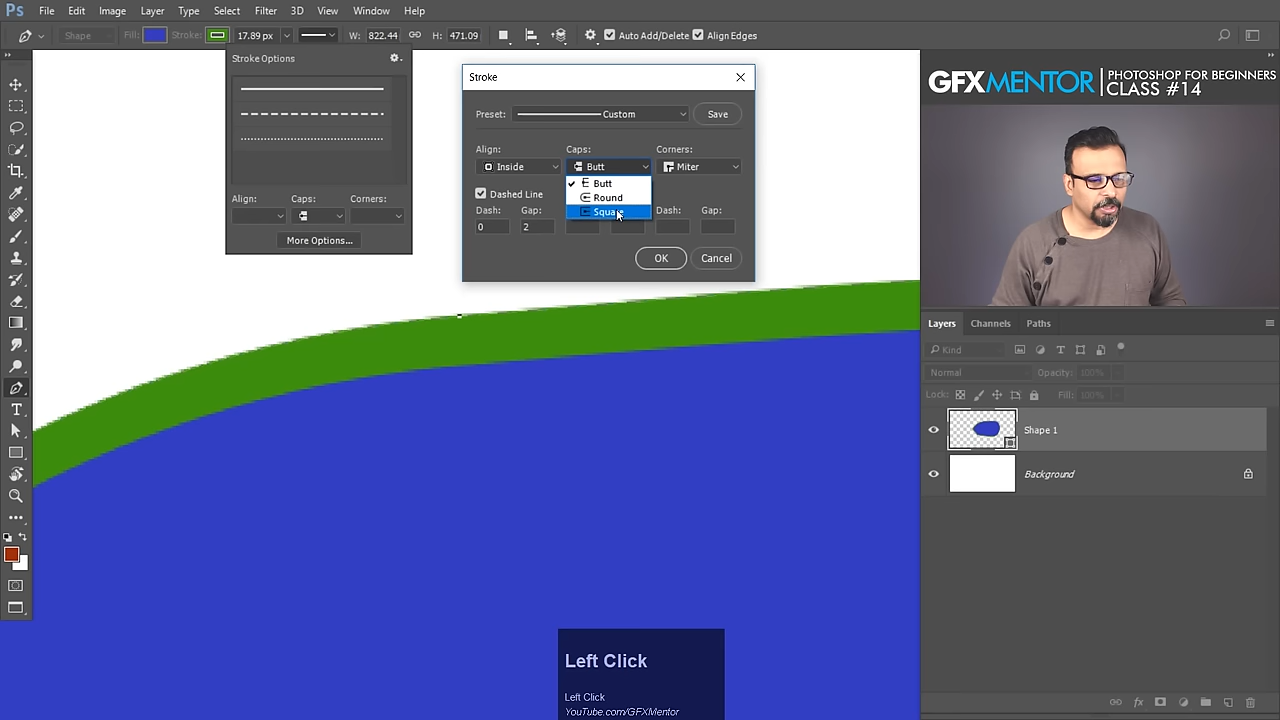 Ps File Edit Image Layer Type Select Filter 3D View Window Help
Shape Fill: Stroke: 17.89 px W: 822.44 H: 471.09 Auto Add/Delete Align Edges
Stroke Options
Align: Caps: Corners:
More Options...
Stroke
Preset: Custom Save
Align: Caps: Corners:
Inside Butt Miter
Butt
Round
Square
Dashed Line
Dash: Gap: Dash: Gap:
0 2
OK Cancel
GFXMENTOR PHOTOSHOP FOR BEGINNERS
CLASS #14
Layers Channels Paths
Kind
Normal Opacity: 100%
Lock: Fill: 100%
Shape 1
Background
Left Click
Left Click
YouTube.com/GFXMentor